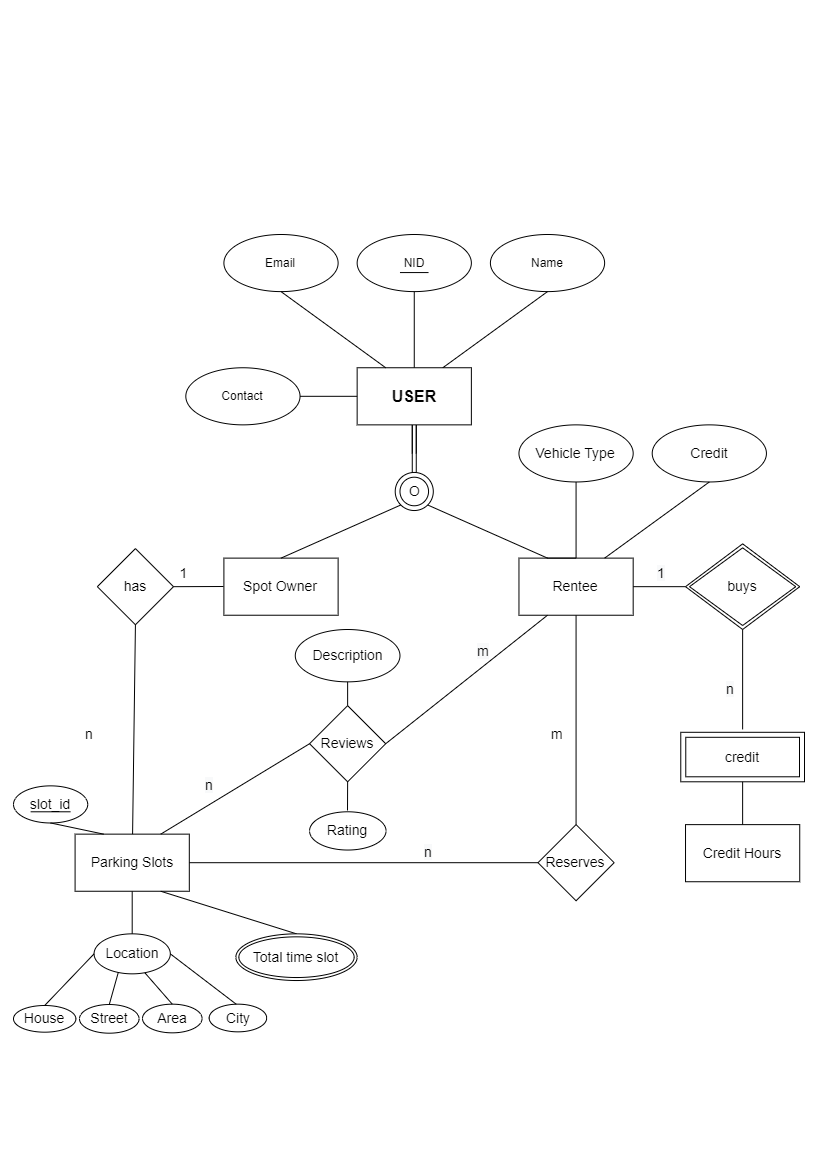 Email
NID
Name
Contact
USER
Vehicle Type
Credit
O
has
1
Spot Owner
Rentee
1
buys
Description
m
n
n
m
Reviews
credit
n
slot_id
Rating
Parking Slots
n
Reserves
Credit Hours
Location
Total time slot
House
Street
Area
City